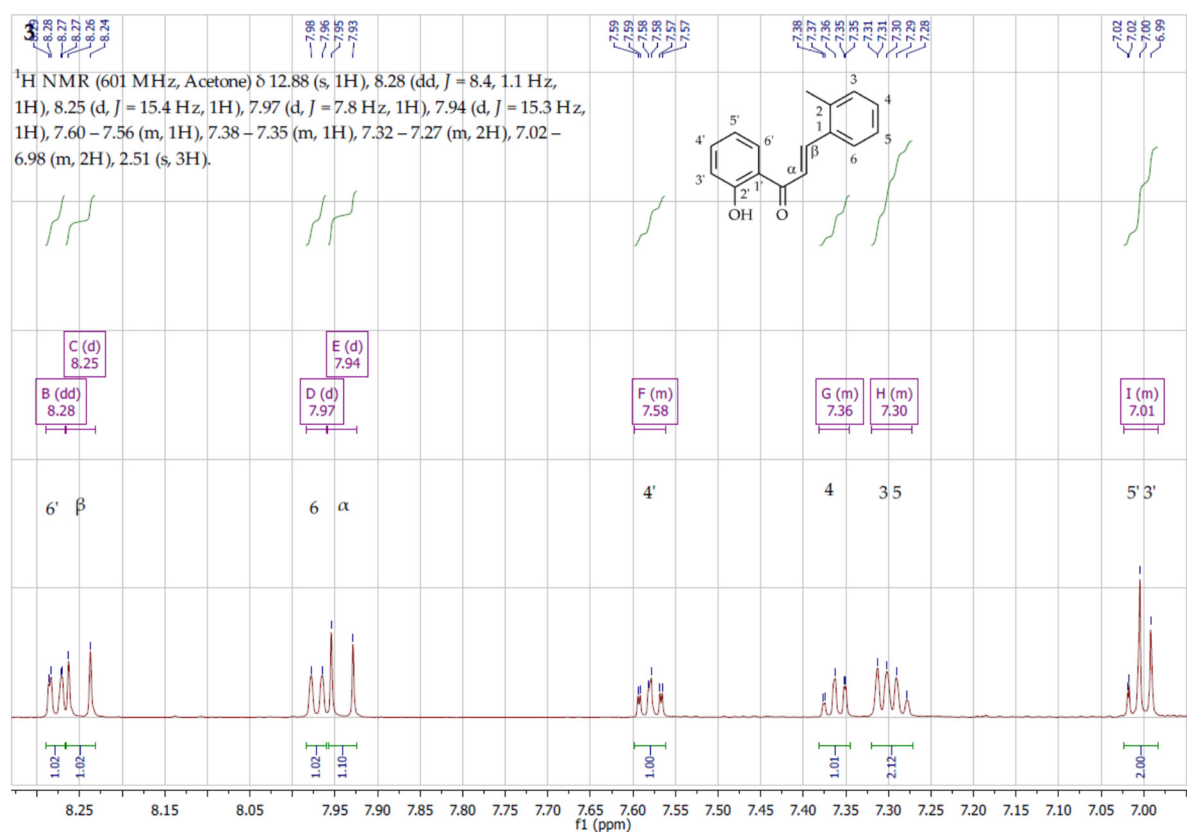 3
8.29 8.28 8.27 8.27 8.26 8.24 7.98 7.96 7.95 7.93 7.59 7.59 7.58 7.58 7.57 7.57 7.38 7.37 7.36 7.35 7.35 7.31 7.31 7.30 7.29 7.28 7.02 7.02 7.00 6.99
¹H NMR (601 MHz, Acetone) δ 12.88 (s, 1H), 8.28 (dd, J = 8.4, 1.1 Hz,
1H), 8.25 (d, J = 15.4 Hz, 1H), 7.97 (d, J = 7.8 Hz, 1H), 7.94 (d, J = 15.3 Hz,
1H), 7.60 – 7.56 (m, 1H), 7.38 – 7.35 (m, 1H), 7.32 – 7.27 (m, 2H), 7.02 –
6.98 (m, 2H), 2.51 (s, 3H).
3
2 4
1 5
5'
4' 6' β 6
α
3' 1'
2'
OH O
C (d) E (d)
8.25 7.94
B (dd) D (d) F (m) G (m) H (m) I (m)
8.28 7.97 7.58 7.36 7.30 7.01
6' β 6 α 4' 4 3 5 5' 3'
1.02 1.02 1.02 1.10 1.00 1.01 2.12 2.00
8.25 8.20 8.15 8.10 8.05 8.00 7.95 7.90 7.85 7.80 7.75 7.70 7.65 7.60 7.55 7.50 7.45 7.40 7.35 7.30 7.25 7.20 7.15 7.10 7.05 7.00
f1 (ppm)